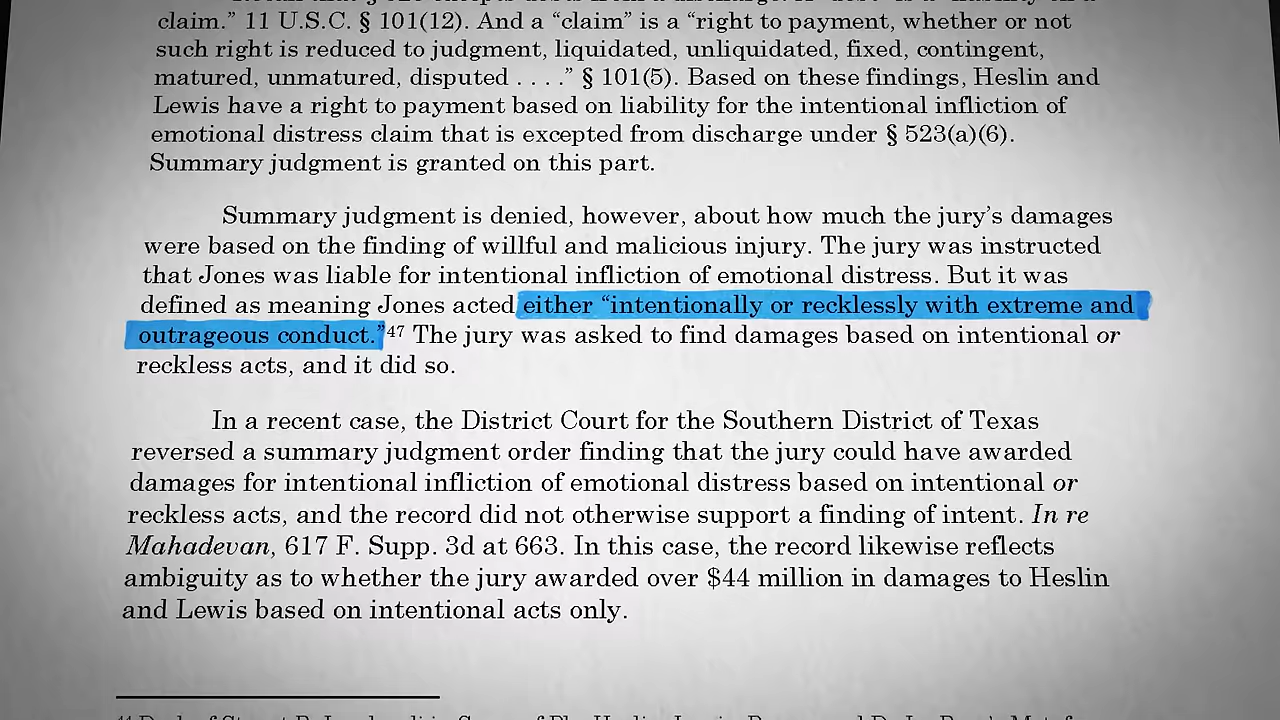 claim.” 11 U.S.C. § 101(12). And a “claim” is a “right to payment, whether or not
such right is reduced to judgment, liquidated, unliquidated, fixed, contingent,
matured, unmatured, disputed . . . .” § 101(5). Based on these findings, Heslin and
Lewis have a right to payment based on liability for the intentional infliction of
emotional distress claim that is excepted from discharge under § 523(a)(6).
Summary judgment is granted on this part.
Summary judgment is denied, however, about how much the jury’s damages
were based on the finding of willful and malicious injury. The jury was instructed
that Jones was liable for intentional infliction of emotional distress. But it was
defined as meaning Jones acted either “intentionally or recklessly with extreme and
outrageous conduct.”47 The jury was asked to find damages based on intentional or
reckless acts, and it did so.
In a recent case, the District Court for the Southern District of Texas
reversed a summary judgment order finding that the jury could have awarded
damages for intentional infliction of emotional distress based on intentional or
reckless acts, and the record did not otherwise support a finding of intent. In re
Mahadevan, 617 F. Supp. 3d at 663. In this case, the record likewise reflects
ambiguity as to whether the jury awarded over $44 million in damages to Heslin
and Lewis based on intentional acts only.